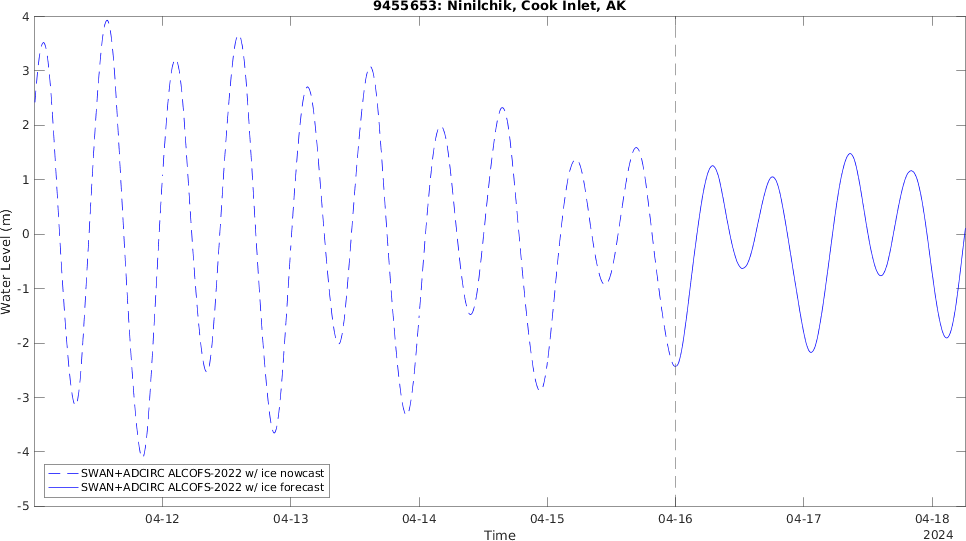 9455653: Ninilchik, Cook Inlet, AK
4
3
2
1
0
-1
-2
-3
-4
-5
Water Level (m)
SWAN+ADCIRC ALCOFS-2022 w/ ice nowcast
SWAN+ADCIRC ALCOFS-2022 w/ ice forecast
04-12 04-13 04-14 04-15 04-16 04-17 04-18
Time
2024